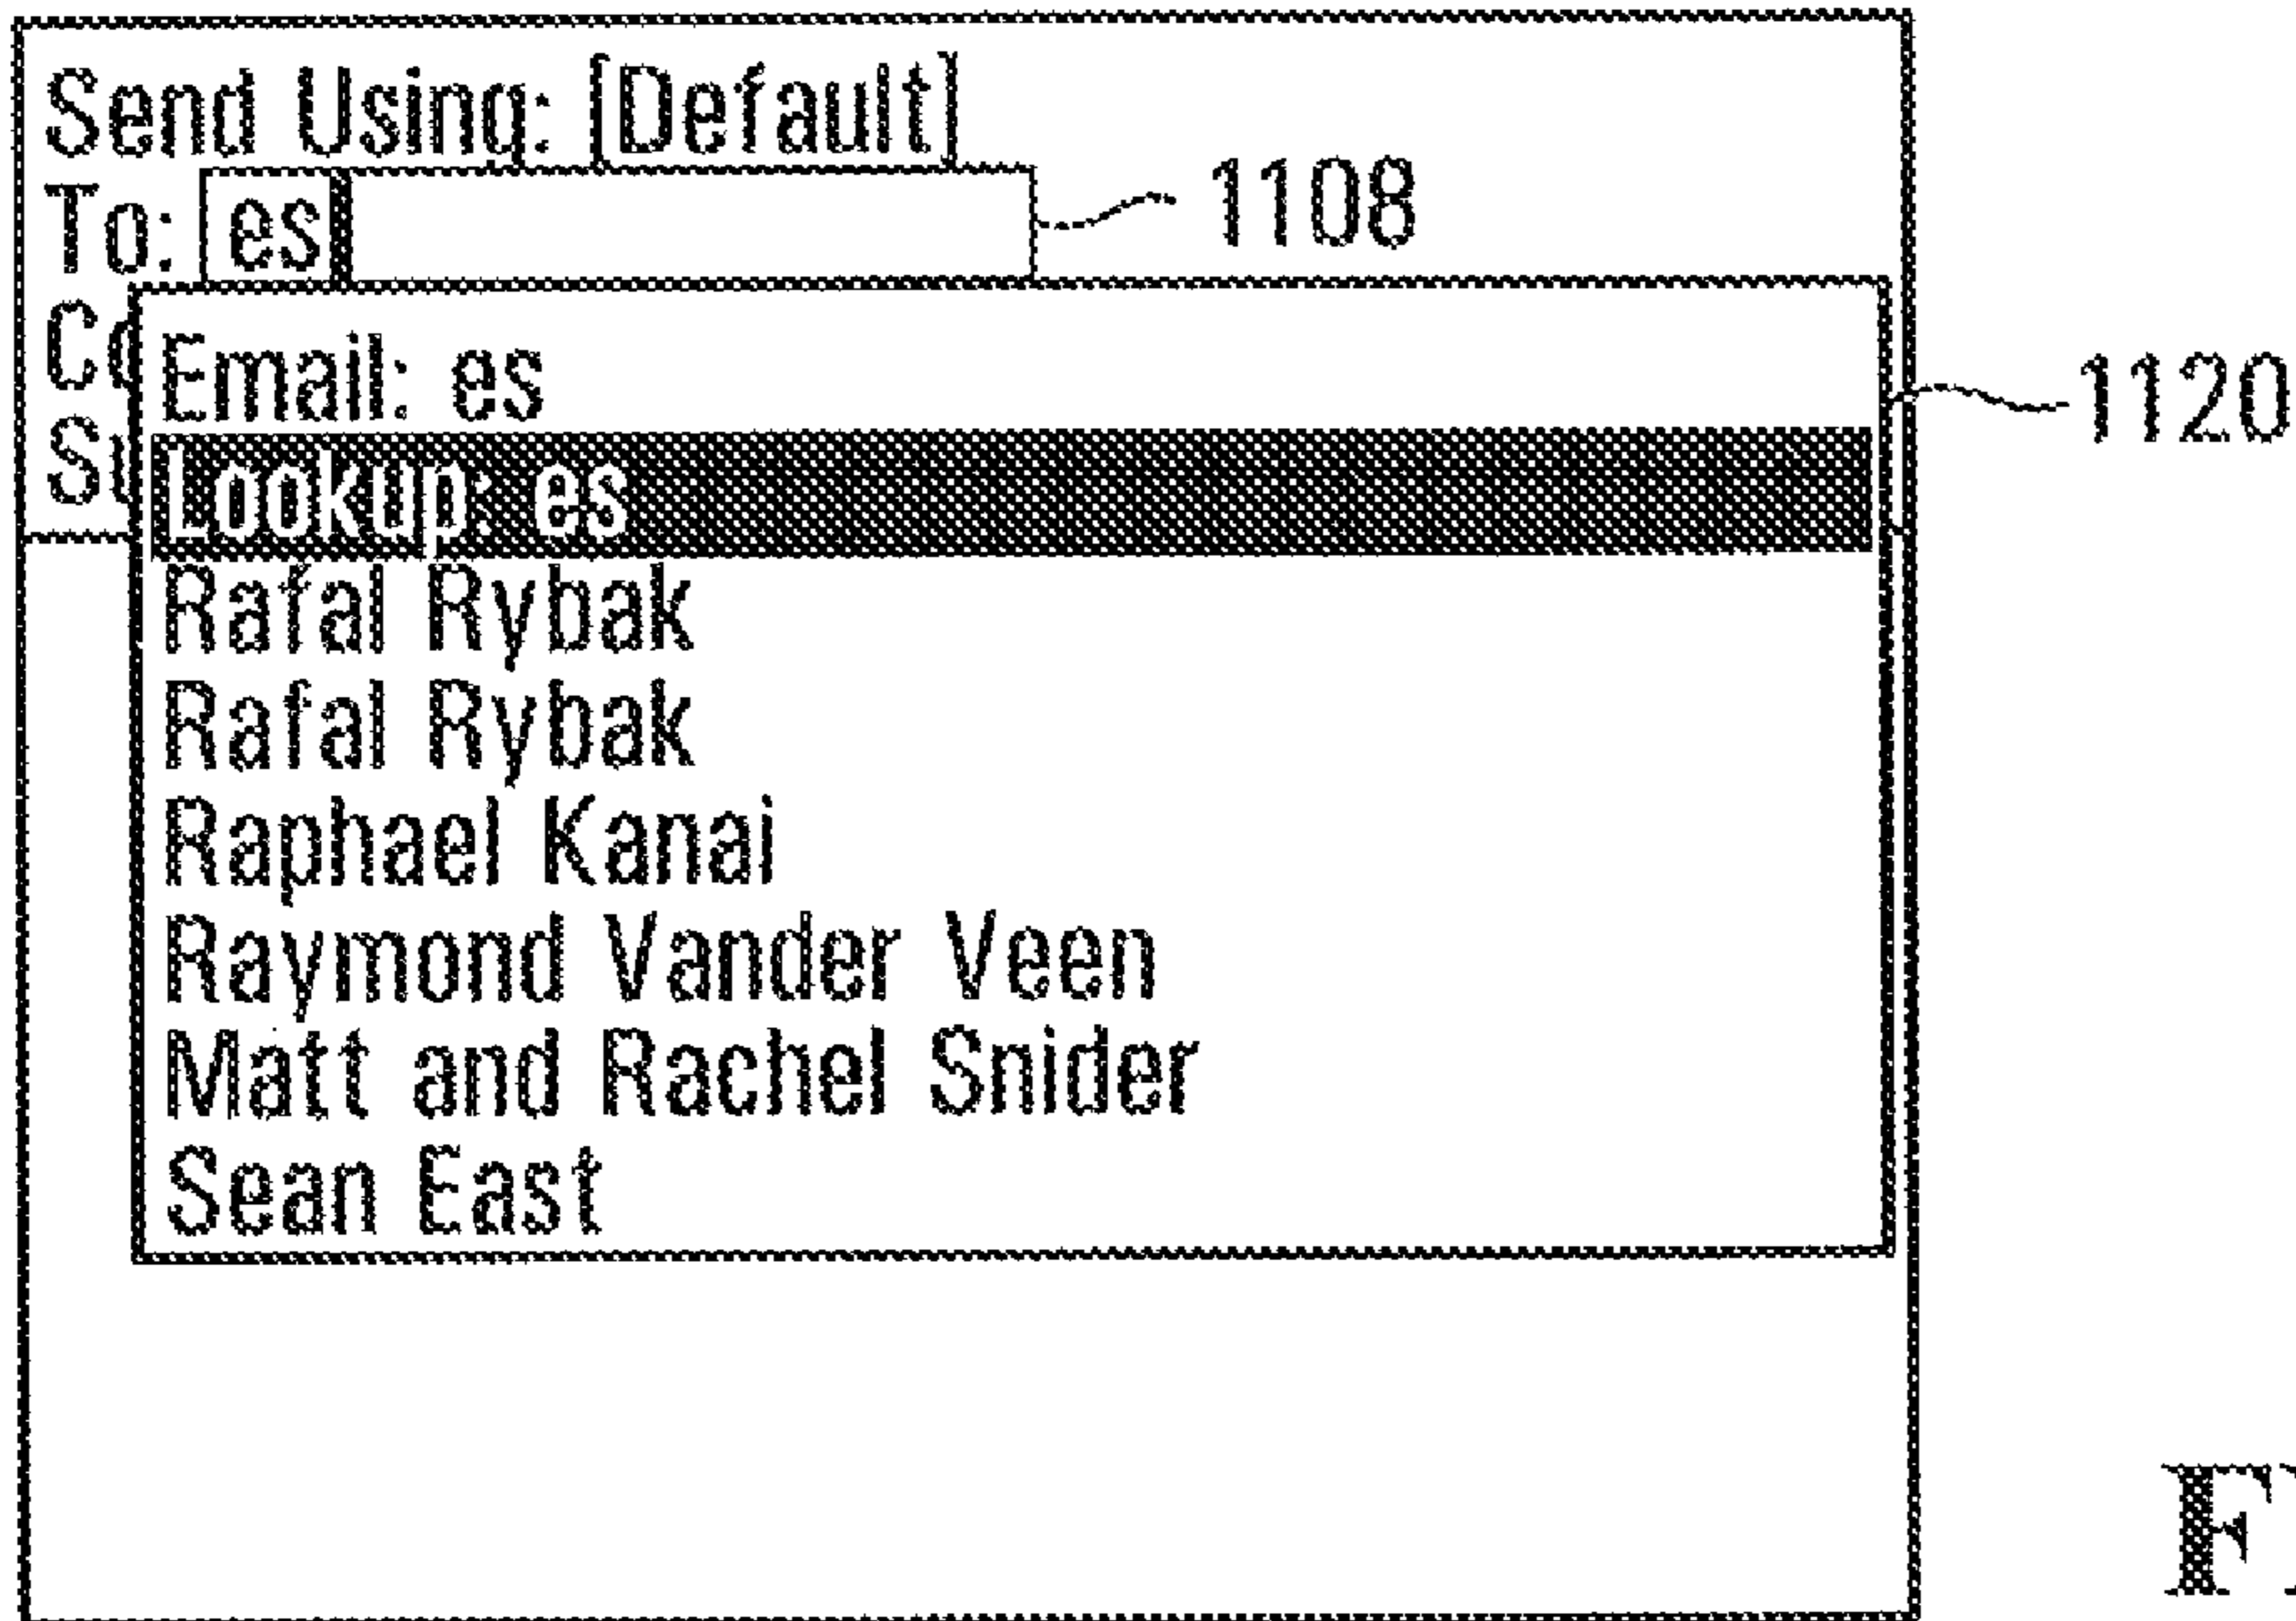 Send Using: [Default]
To: es 1108
Email: es 1120
Lookup: es
Rafal Rybak
Rafal Rybak
Raphael Kanai
Raymond Vander Veen
Matt and Rachel Snider
Sean East